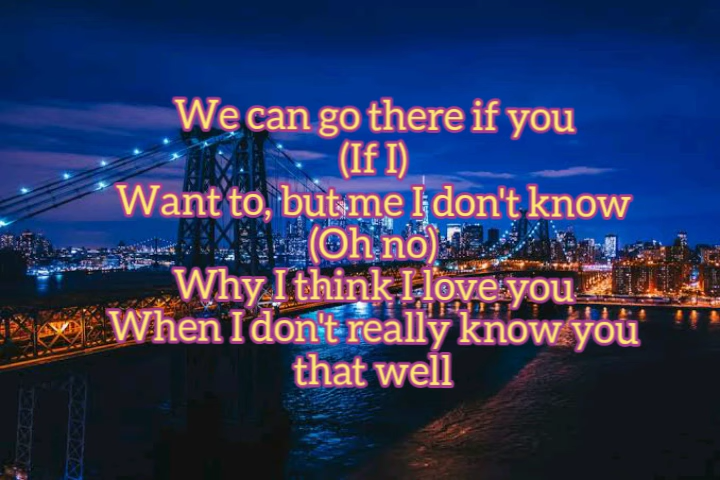 We can go there if you
(If I)
Want to, but me I don't know
(Oh no)
Why I think I love you
When I don't really know you
that well